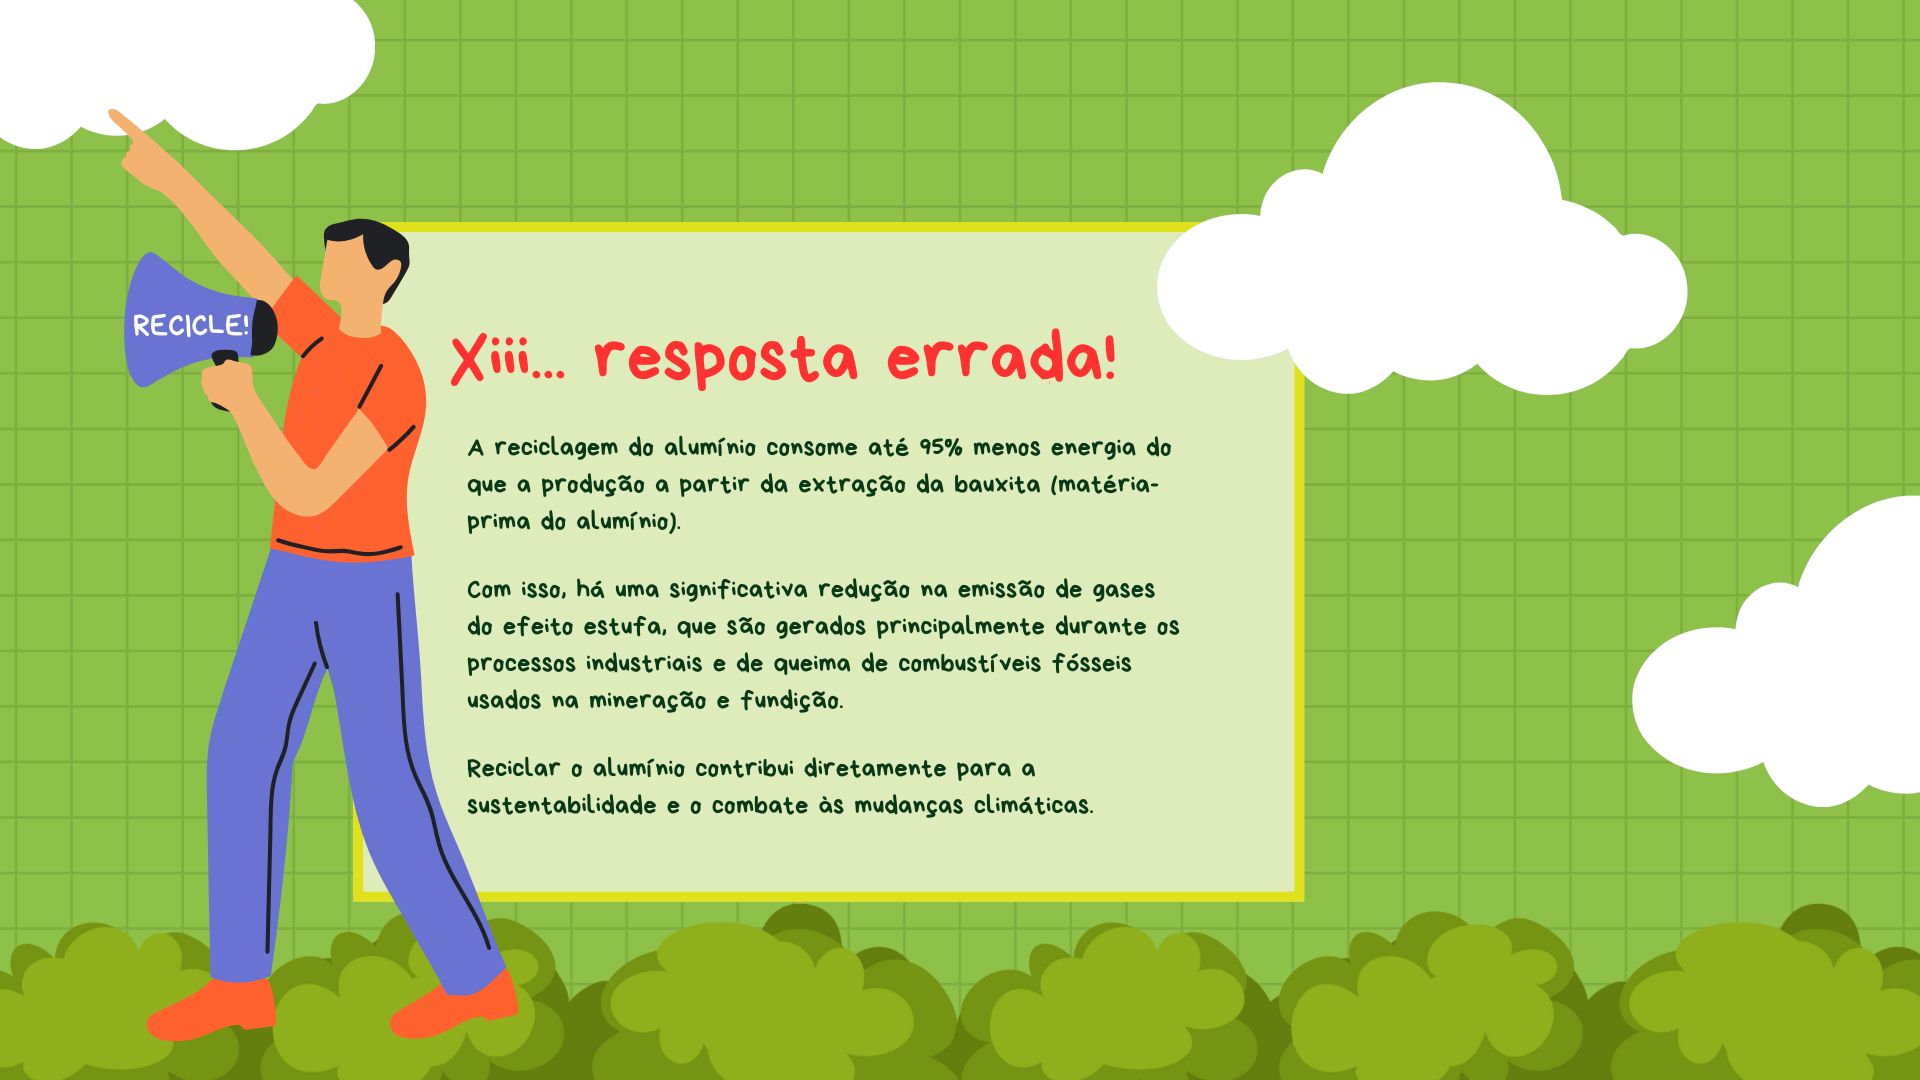 RECICLE!
Xiii... resposta errada!
A reciclagem do alumínio consome até 95% menos energia do
que a produção a partir da extração da bauxita (matéria-
prima do alumínio).
Com isso, há uma significativa redução na emissão de gases
do efeito estufa, que são gerados principalmente durante os
processos industriais e de queima de combustíveis fósseis
usados na mineração e fundição.
Reciclar o alumínio contribui diretamente para a
sustentabilidade e o combate às mudanças climáticas.